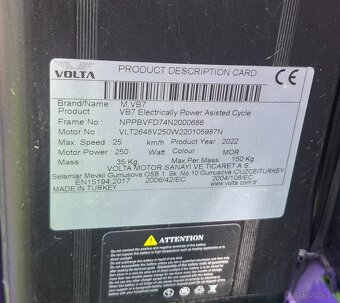 VOLTA
PRODUCT DESCRIPTION CARD
CE
Brand/Name : M.VB7
Product : VB7 Electrically Power Asisted Cycle
Frame No : NPPBVFD74N2000686
Motor No : VLT2648V250W220105987N
Max. Speed : 25 km/h Product Year : 2022
Motor Power : 250 Watt Colour : MOR
Mass : 35 Kg. Max.Permissible Mass : 150 Kg
VOLTA MOTOR SANAYI VE TICARET A.S.
Selamlar Mevkii Gumusova OSB 1. Sk. No:10 Gumusova /DUZCE/TURKEY
EN15194:2017 2006/42/EC 2004/108/EC
MADE IN TURKEY www.volta.com.tr
ATTENTION